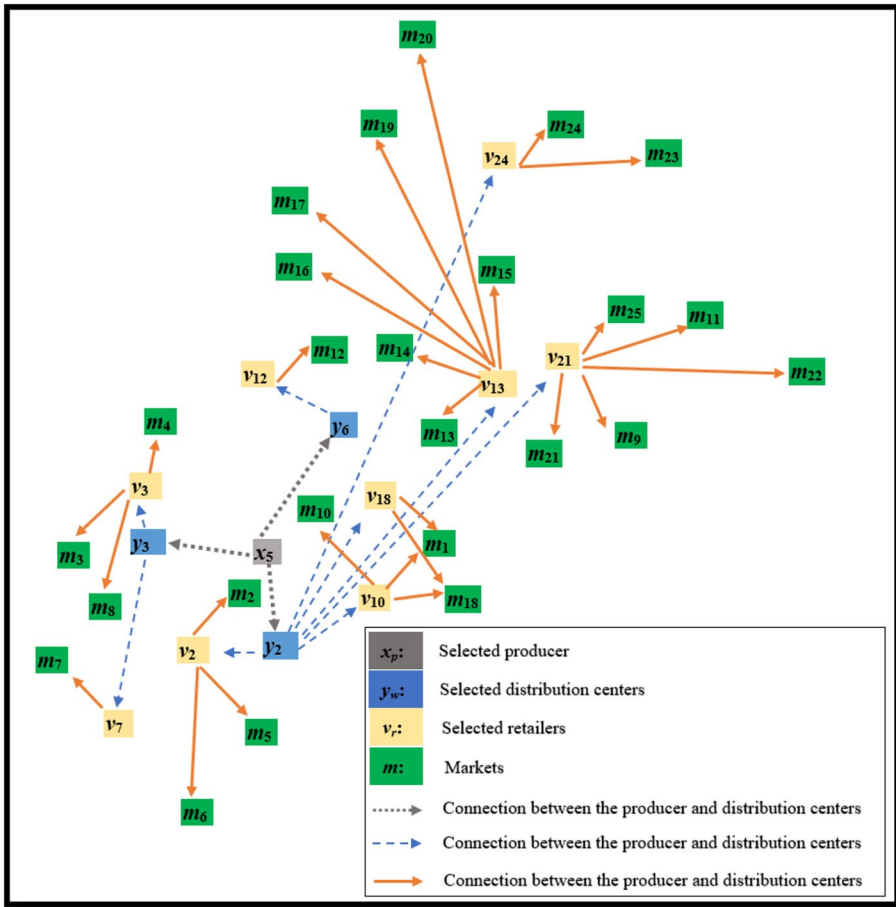 m₂₀
m₁₉
m₂₄
v₂₄
m₂₃
m₁₇
m₁₆
m₁₅
m₂₅
m₁₁
m₁₂
m₁₄
v₂₁
v₁₂
v₁₃
m₂₂
m₄
y₆
m₁₃
m₉
m₂₁
v₃
v₁₈
m₁₀
y₃
x₅
m₁
m₃
m₈
m₂
v₁₀
m₁₈
v₂
y₂
m₇
v₇
m₅
m₆
xₚ: Selected producer
y_w: Selected distribution centers
vᵣ: Selected retailers
m: Markets
Connection between the producer and distribution centers
Connection between the producer and distribution centers
Connection between the producer and distribution centers